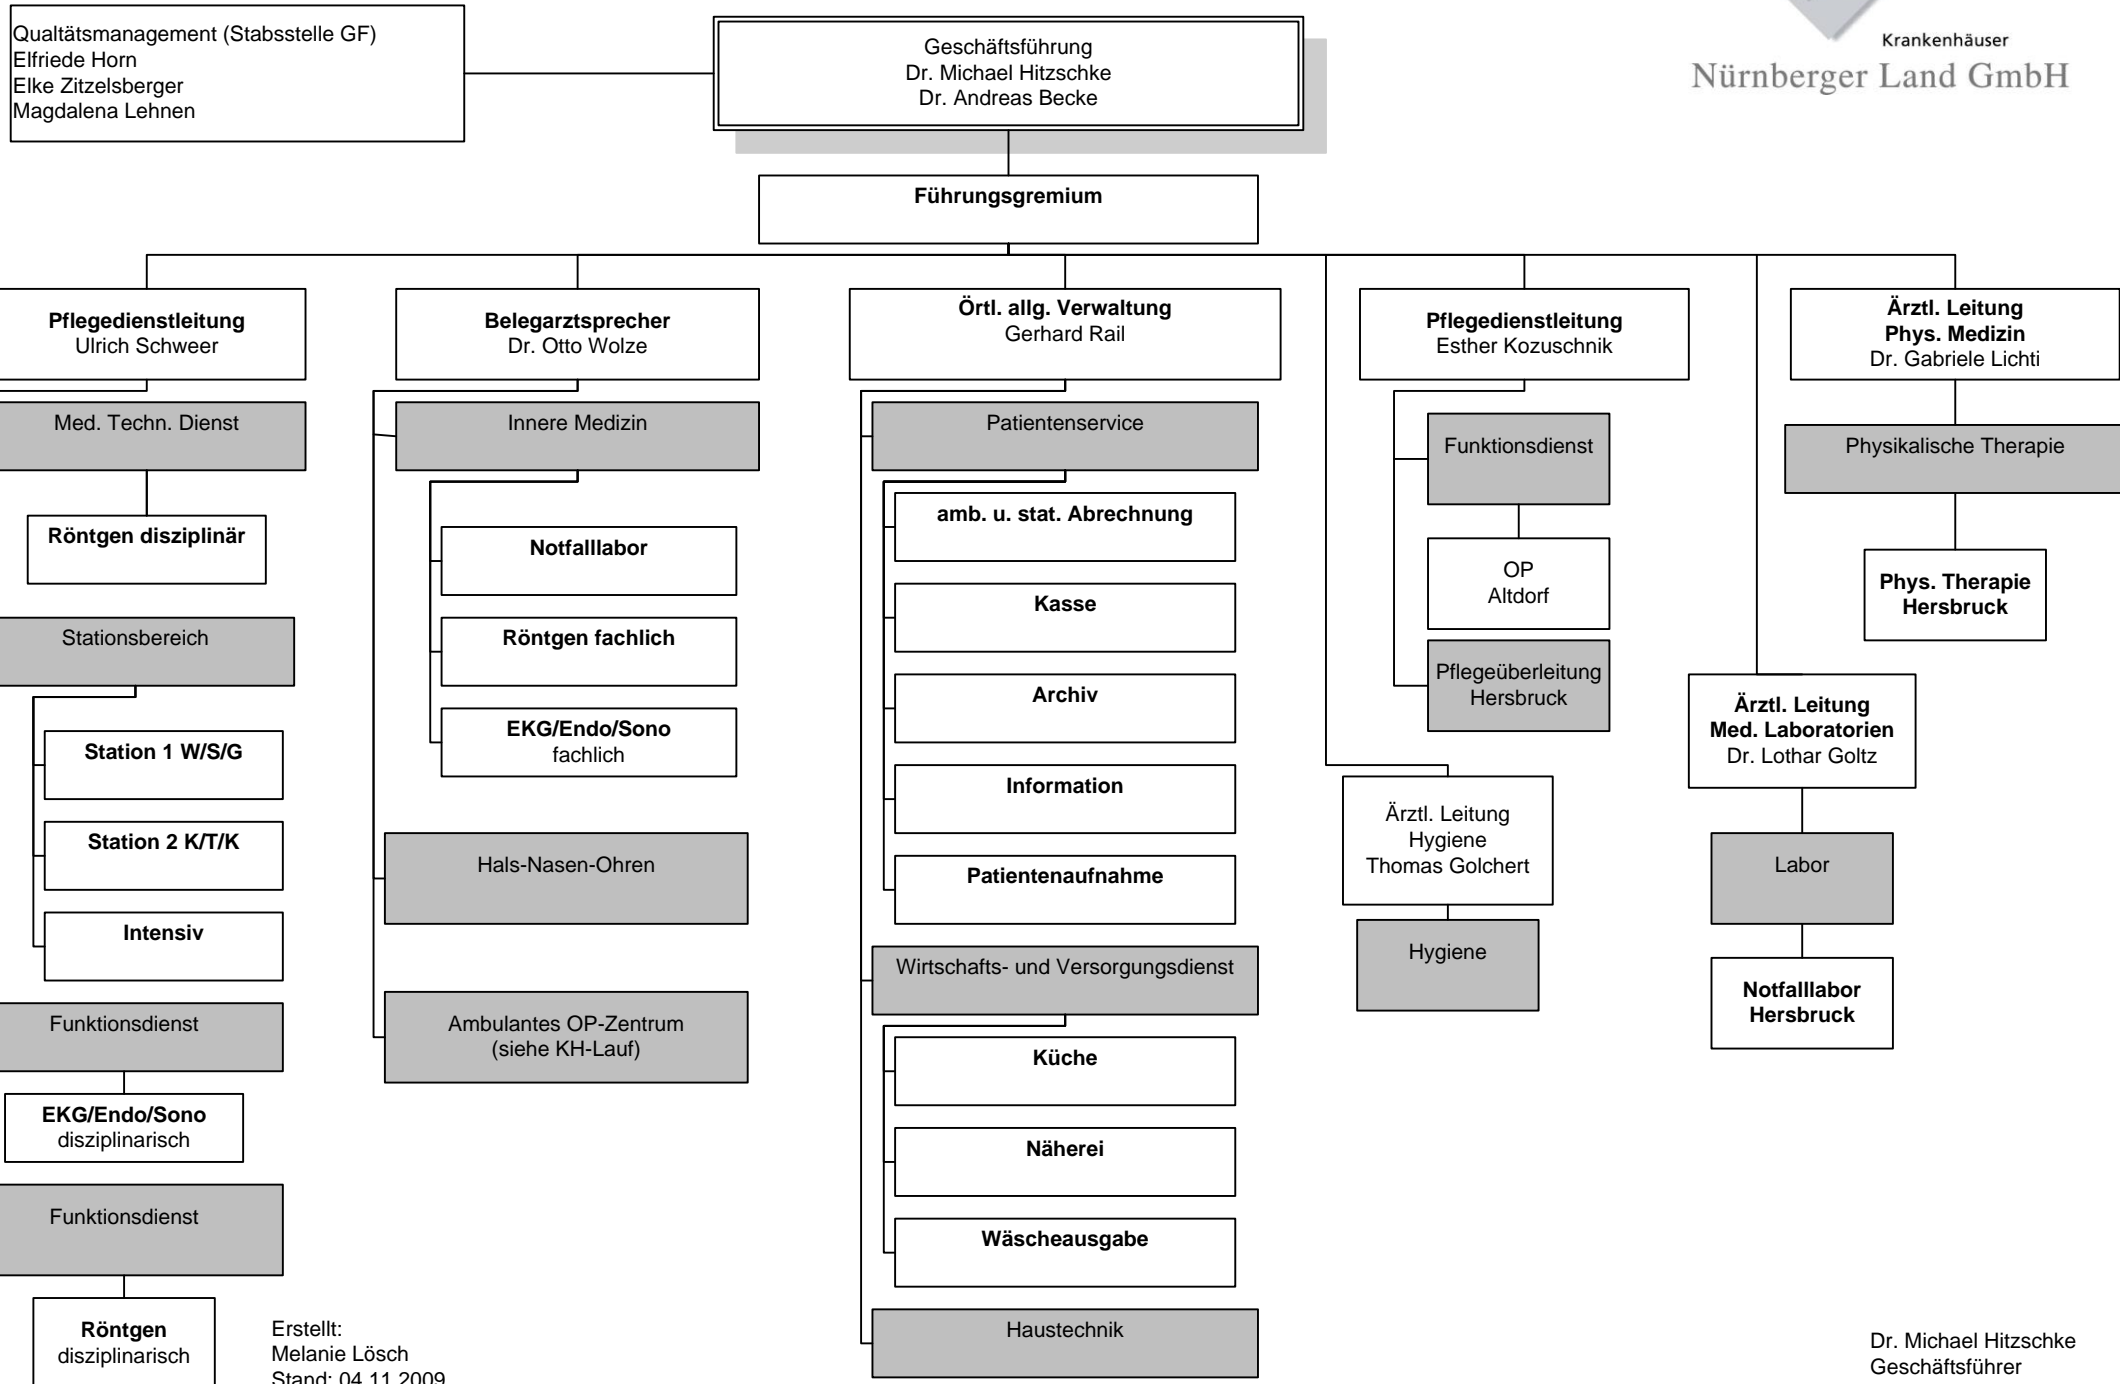 Qualtätsmanagement (Stabsstelle GF)
Elfriede Horn
Elke Zitzelsberger
Magdalena Lehnen
Geschäftsführung
Dr. Michael Hitzschke
Dr. Andreas Becke
Krankenhäuser
Nürnberger Land GmbH
Führungsgremium
Pflegedienstleitung
Ulrich Schweer
Med. Techn. Dienst
Röntgen disziplinär
Stationsbereich
Station 1 W/S/G
Station 2 K/T/K
Intensiv
Funktionsdienst
EKG/Endo/Sono
disziplinarisch
Funktionsdienst
Röntgen
disziplinarisch
Belegarztsprecher
Dr. Otto Wolze
Innere Medizin
Notfalllabor
Röntgen fachlich
EKG/Endo/Sono
fachlich
Hals-Nasen-Ohren
Ambulantes OP-Zentrum
(siehe KH-Lauf)
Örtl. allg. Verwaltung
Gerhard Rail
Patientenservice
amb. u. stat. Abrechnung
Kasse
Archiv
Information
Patientenaufnahme
Wirtschafts- und Versorgungsdienst
Küche
Näherei
Wäscheausgabe
Haustechnik
Pflegedienstleitung
Esther Kozuschnik
Funktionsdienst
OP
Altdorf
Pflegeüberleitung
Hersbruck
Ärztl. Leitung
Hygiene
Thomas Golchert
Hygiene
Ärztl. Leitung
Phys. Medizin
Dr. Gabriele Lichti
Physikalische Therapie
Phys. Therapie
Hersbruck
Ärztl. Leitung
Med. Laboratorien
Dr. Lothar Goltz
Labor
Notfalllabor
Hersbruck
Erstellt:
Melanie Lösch
Stand: 04.11.2009
Dr. Michael Hitzschke
Geschäftsführer